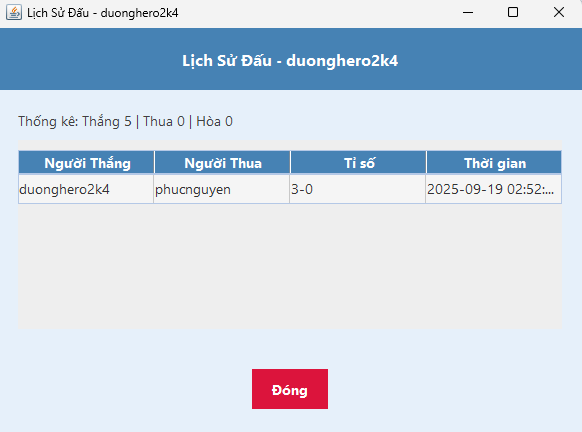 Lịch Sử Đấu - duonghero2k4
Lịch Sử Đấu - duonghero2k4
Thống kê: Thắng 5 | Thua 0 | Hòa 0
Người Thắng Người Thua Tỉ số Thời gian
duonghero2k4 phucnguyen 3-0 2025-09-19 02:52:...
Đóng